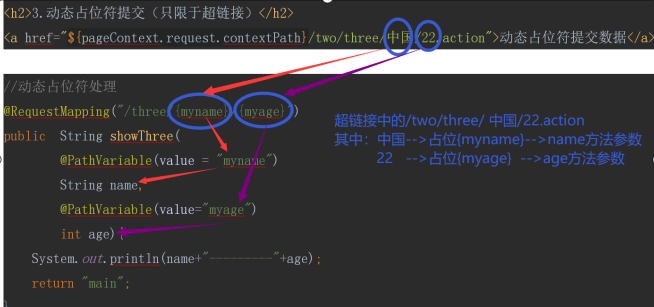 <h2>3.动态占位符提交（只限于超链接）</h2>
<a href="${pageContext.request.contextPath}/two/three/中国/22.action">动态占位符提交数据</a>
//动态占位符处理
@RequestMapping("/three/{myname}/{myage}")
public  String showThree(
@PathVariable(value = "myname")
String name,
@PathVariable(value="myage")
int age){
System.out.println(name+"---------"+age);
return "main";
}
超链接中的/two/three/ 中国/22.action
其中：中国-->占位{myname}-->name方法参数
22   -->占位{myage}  -->age方法参数